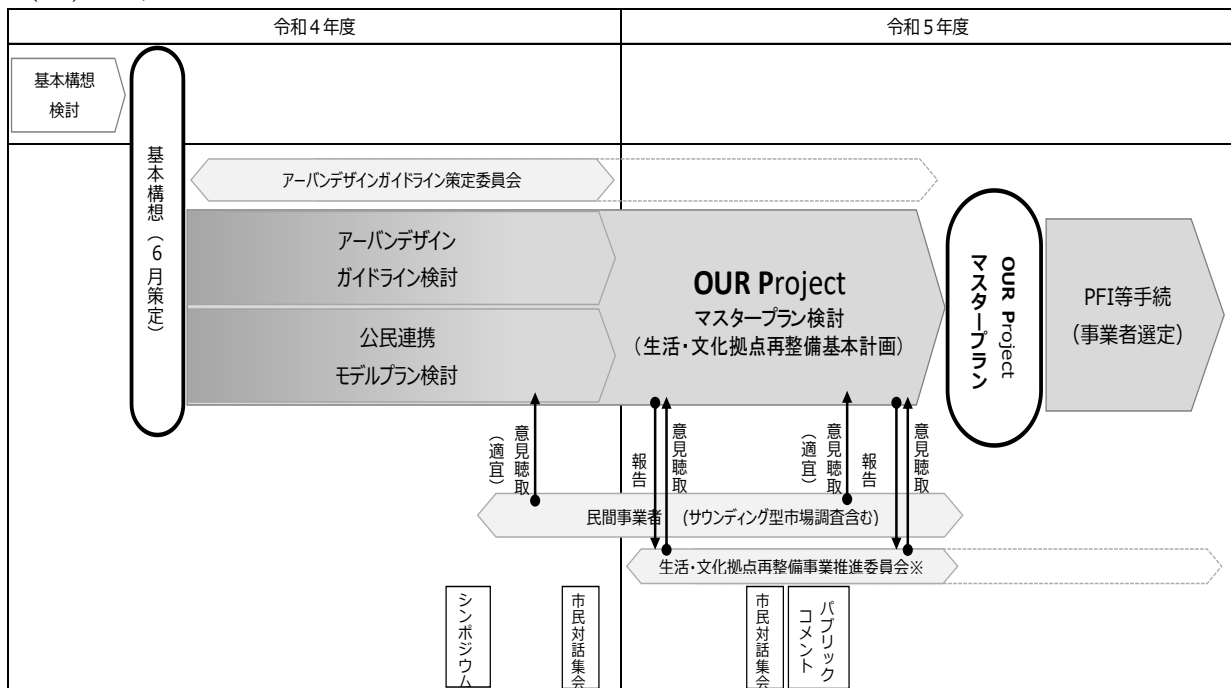 令和4年度
令和5年度
基本構想
検討
基本構想(6月策定)
アーバンデザインガイドライン策定委員会
アーバンデザイン
ガイドライン検討
公民連携
モデルプラン検討
OUR Project
マスタープラン検討
(生活・文化拠点再整備基本計画)
OUR Project
マスタープラン
PFI等手続
(事業者選定)
意見聴取
(適宜)
報告
意見聴取
意見聴取
(適宜)
報告
意見聴取
民間事業者 (サウンディング型市場調査含む)
生活・文化拠点再整備事業推進委員会※
シンポジウム
市民対話集会
市民対話集会
パブリック
コメント